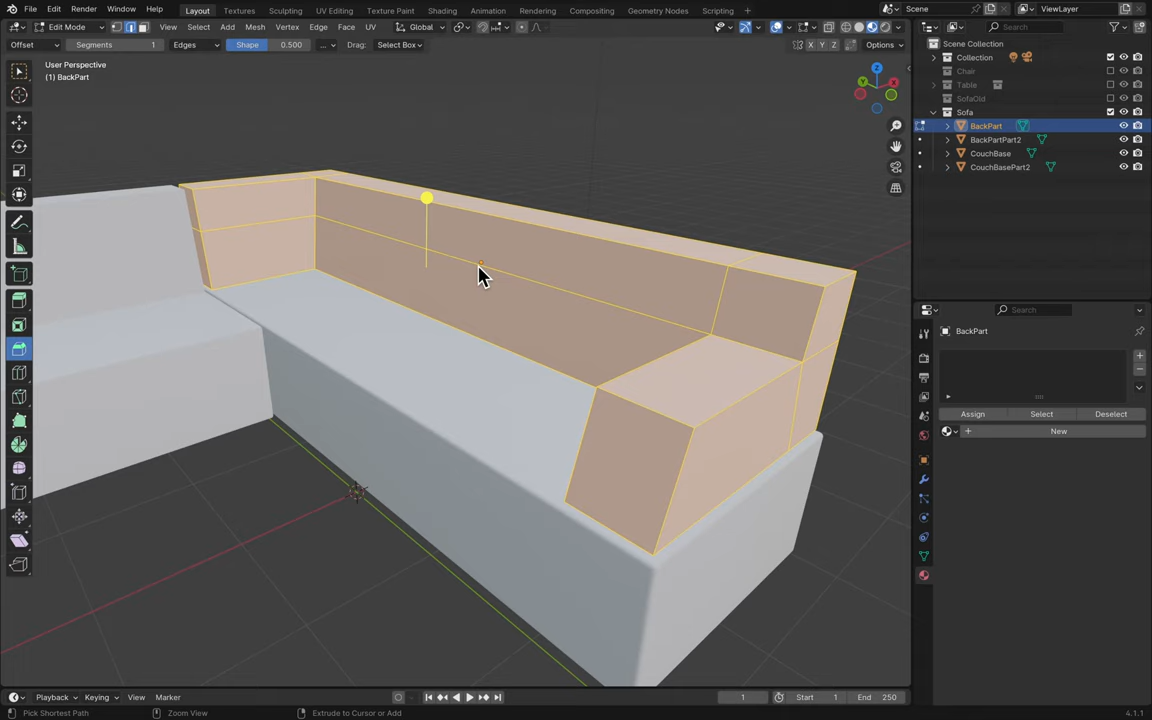 File Edit Render Window Help Layout Textures Sculpting UV Editing Texture Paint Shading Animation Rendering Compositing Geometry Nodes Scripting + Scene ViewLayer
Edit Mode View Select Add Mesh Vertex Edge Face UV Global
Offset Segments 1 Edges Shape 0.500 ... Drag: Select Box X Y Z Options
User Perspective
(1) BackPart
Z
Y
X
Search
Scene Collection
Collection
Chair
Table
SofaOld
Sofa
BackPart
BackPartPart2
CouchBase
CouchBasePart2
Search
BackPart
Assign Select Deselect
New
Playback Keying View Marker 1 Start 1 End 250
Pick Shortest Path Zoom View Extrude to Cursor or Add 4.1.1